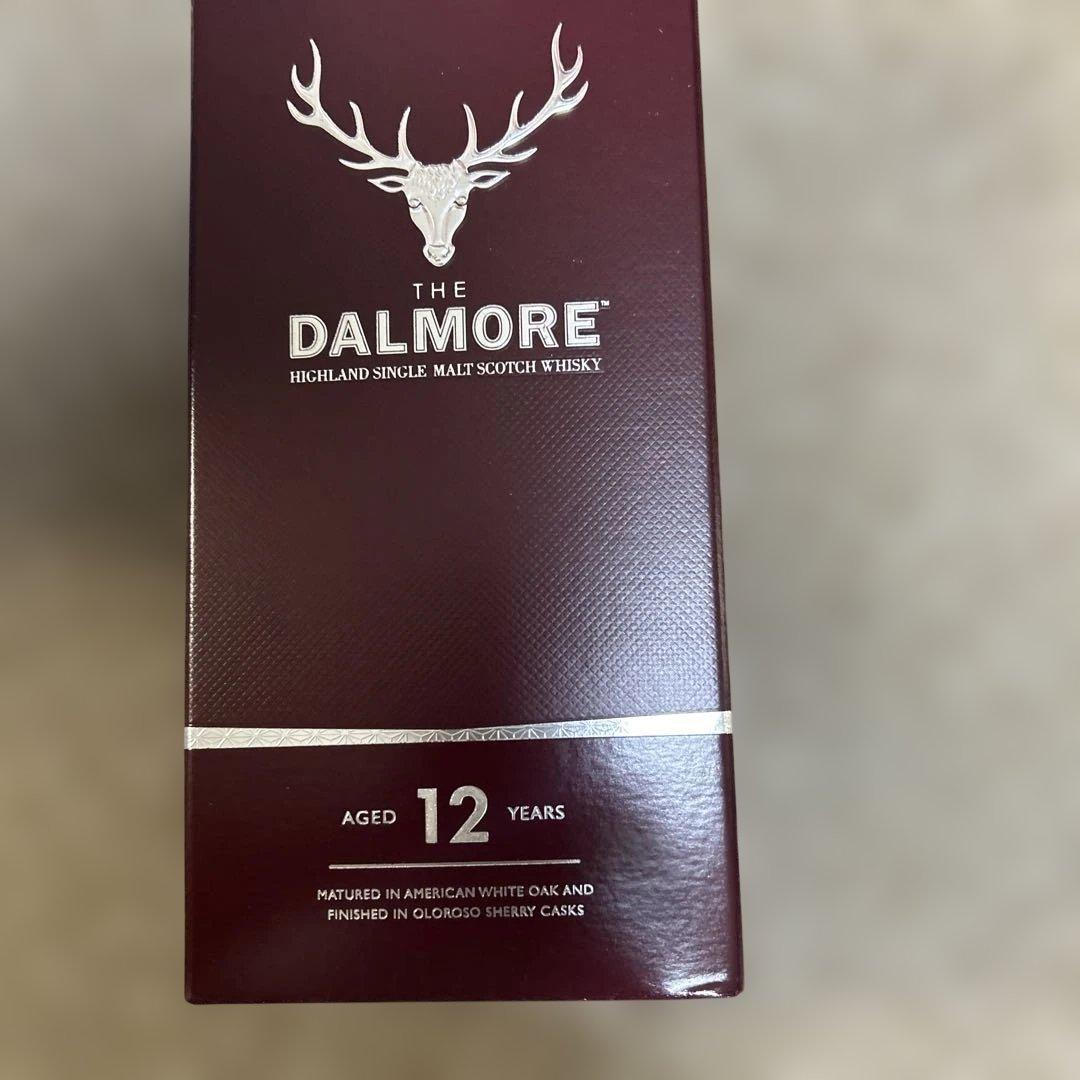 THE
DALMORE™
HIGHLAND SINGLE MALT SCOTCH WHISKY
AGED 12 YEARS
MATURED IN AMERICAN WHITE OAK AND
FINISHED IN OLOROSO SHERRY CASKS